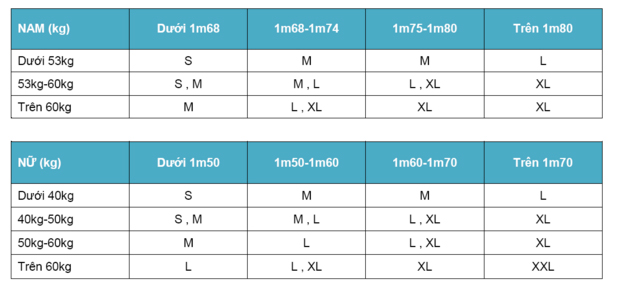 NAM (kg) Dưới 1m68 1m68-1m74 1m75-1m80 Trên 1m80
Dưới 53kg S M M L
53kg-60kg S , M M , L L , XL XL
Trên 60kg M L , XL XL XL
NỮ (kg) Dưới 1m50 1m50-1m60 1m60-1m70 Trên 1m70
Dưới 40kg S M M L
40kg-50kg S , M M , L L , XL XL
50kg-60kg M L L , XL XL
Trên 60kg L L , XL XL XXL